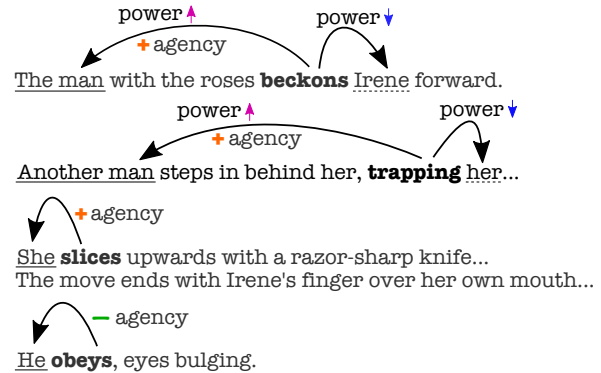 power power
+ agency
The man with the roses beckons Irene forward.
power power
+ agency
Another man steps in behind her, trapping her...
+ agency
She slices upwards with a razor-sharp knife...
The move ends with Irene's finger over her own mouth...
— agency
He obeys, eyes bulging.